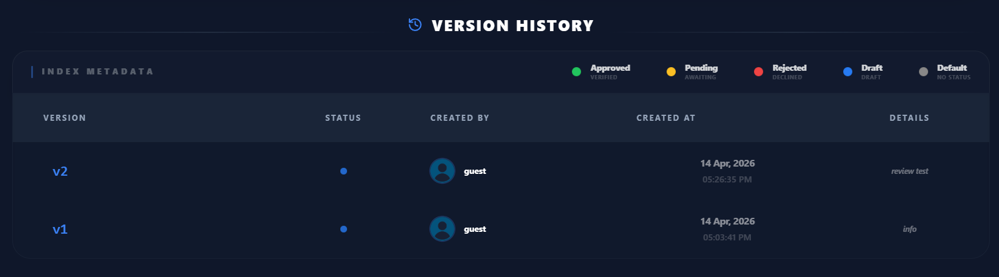 VERSION HISTORY
INDEX METADATA
Approved
VERIFIED
Pending
AWAITING
Rejected
DECLINED
Draft
DRAFT
Default
NO STATUS
VERSION STATUS CREATED BY CREATED AT DETAILS
v2 guest 14 Apr, 2026 review test
05:26:35 PM
v1 guest 14 Apr, 2026 info
05:03:41 PM